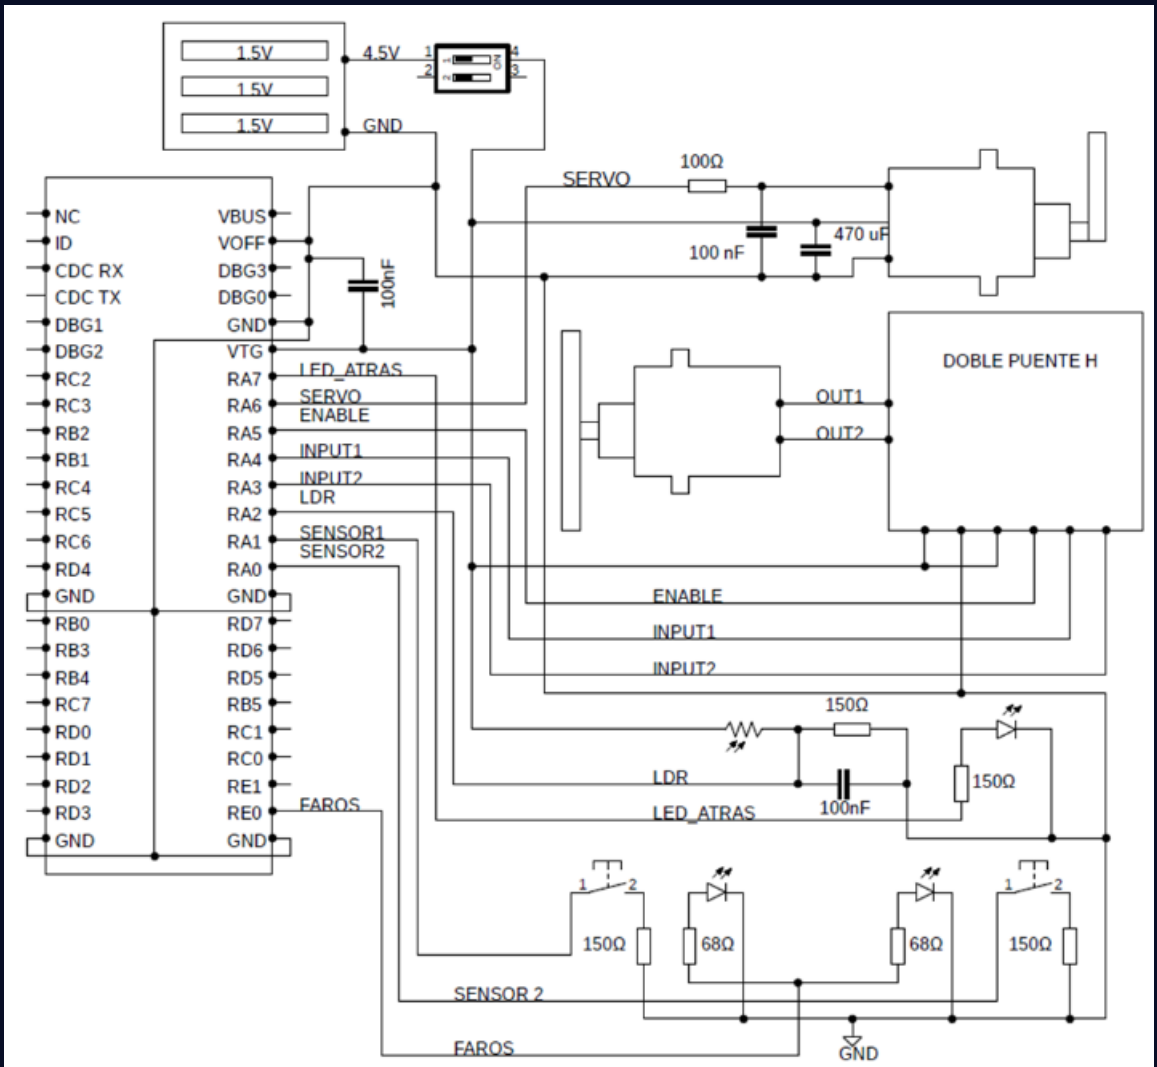 1.5V
1.5V
1.5V
4.5V
GND
1
2
4
3
1
2
ON
SERVO
100Ω
100 nF
470 uF
NC VBUS
ID VOFF
CDC RX DBG3
CDC TX DBG0
DBG1 GND
DBG2 VTG
RC2 RA7
RC3 RA6
RB2 RA5
RB1 RA4
RC4 RA3
RC5 RA2
RC6 RA1
RD4 RA0
GND GND
RB0 RD7
RB3 RD6
RB4 RD5
RC7 RB5
RD0 RC1
RD1 RC0
RD2 RE1
RD3 RE0
GND GND
100nF
LED_ATRAS
SERVO
ENABLE
INPUT1
INPUT2
LDR
SENSOR1
SENSOR2
FAROS
DOBLE PUENTE H
OUT1
OUT2
ENABLE
INPUT1
INPUT2
150Ω
LDR
100nF
150Ω
LED_ATRAS
1 2
150Ω
68Ω
68Ω
1 2
150Ω
SENSOR 2
FAROS
GND